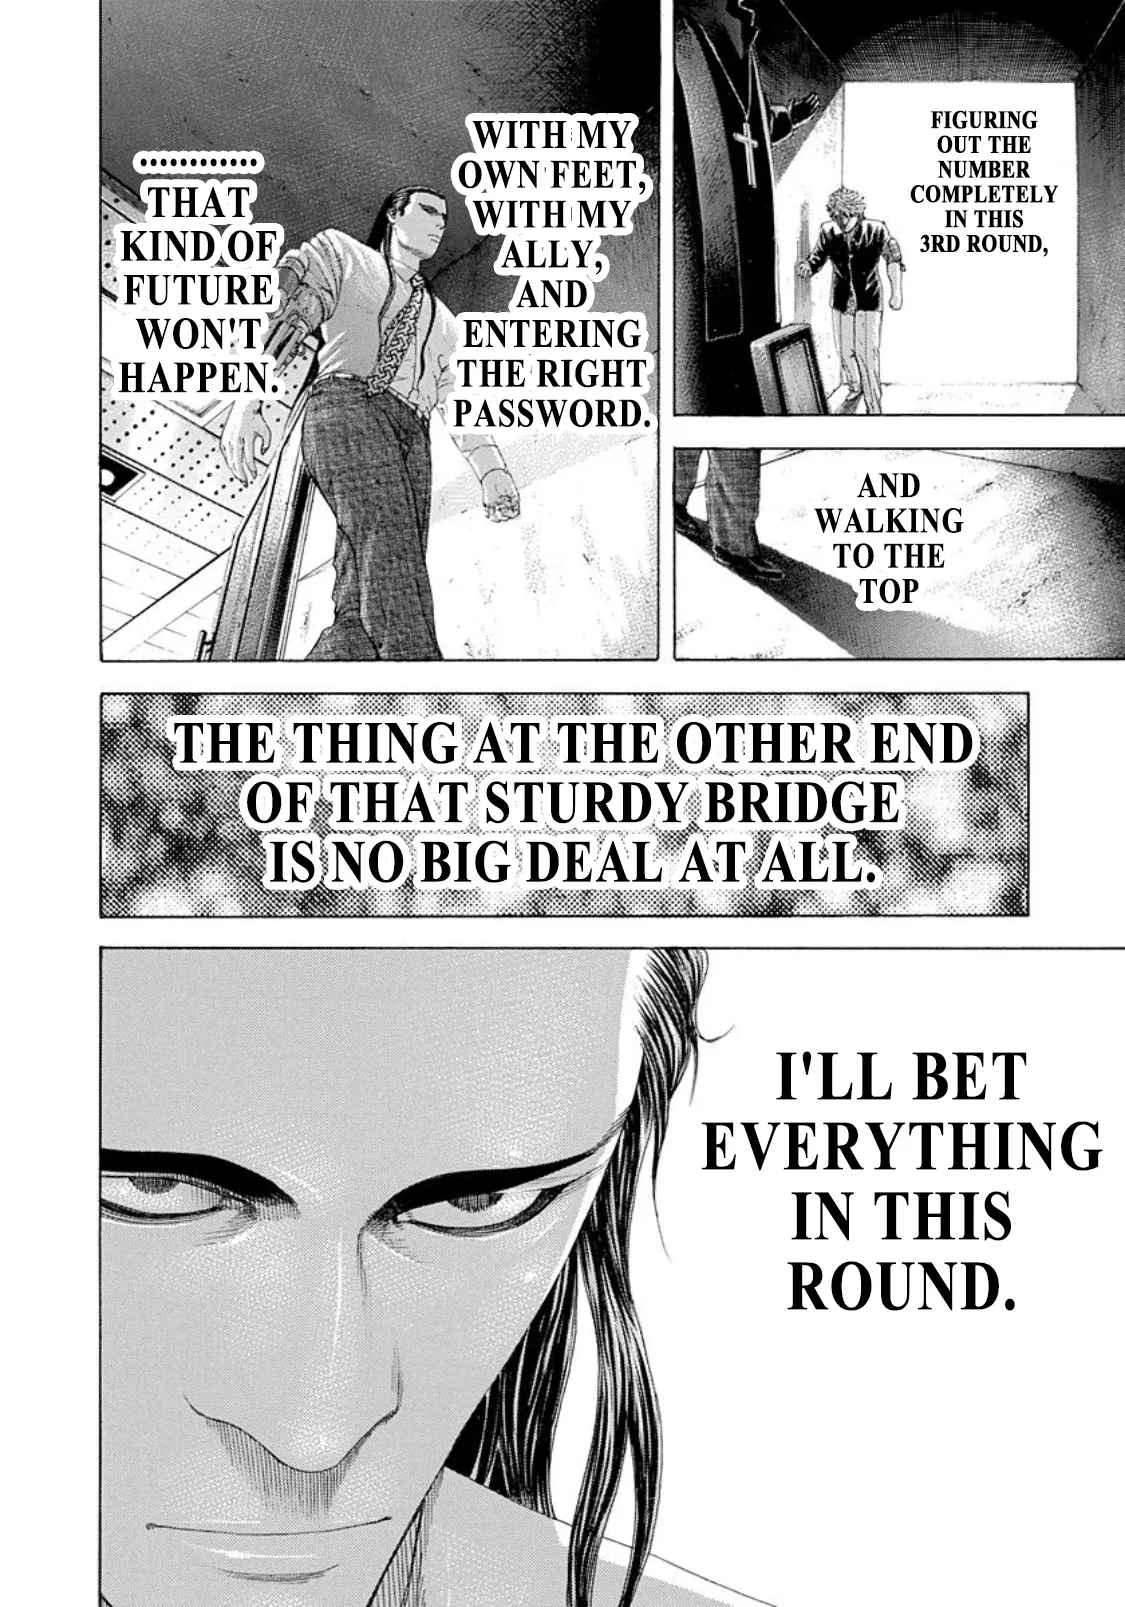 FIGURING
OUT THE
NUMBER
COMPLETELY
IN THIS
3RD ROUND,
AND
WALKING
TO THE
TOP
WITH MY
OWN FEET,
WITH MY
ALLY,
AND
ENTERING
THE RIGHT
PASSWORD.
............
THAT
KIND OF
FUTURE
WON'T
HAPPEN.
THE THING AT THE OTHER END
OF THAT STURDY BRIDGE
IS NO BIG DEAL AT ALL.
I'LL BET
EVERYTHING
IN THIS
ROUND.